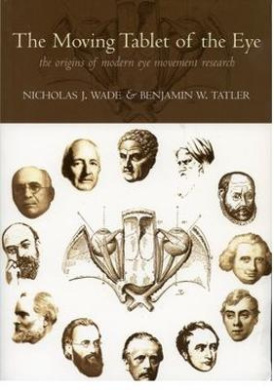 The Moving Tablet of the Eye
the origins of modern eye movement research
NICHOLAS J. WADE & BENJAMIN W. TATLER